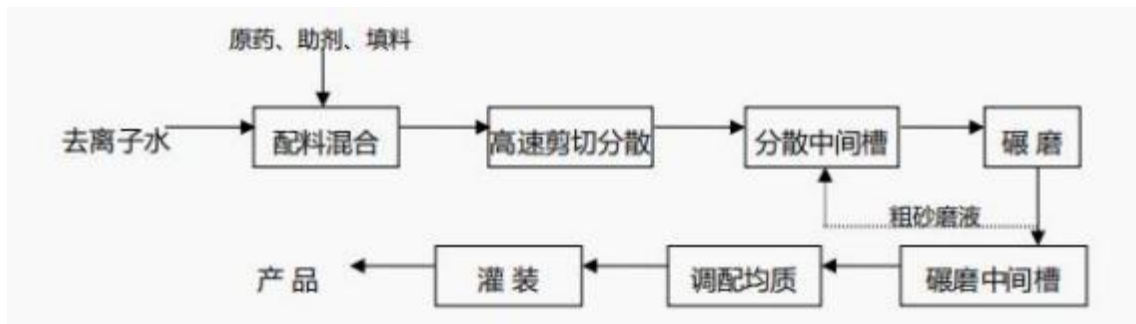 原药、助剂、填料
去离子水
配料混合
高速剪切分散
分散中间槽
碾 磨
粗砂磨液
碾磨中间槽
调配均质
灌 装
产 品